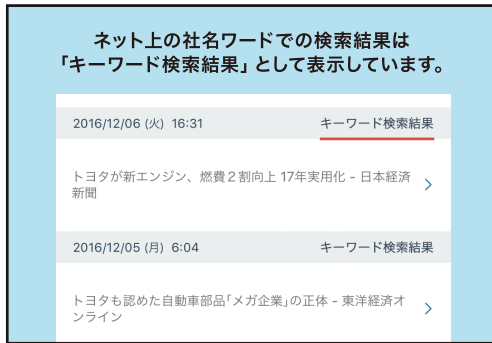 ネット上の社名ワードでの検索結果は
「キーワード検索結果」として表示しています。
2016/12/06 (火) 16:31 キーワード検索結果
トヨタが新エンジン、燃費２割向上 17年実用化 - 日本経済
新聞
2016/12/05 (月) 6:04 キーワード検索結果
トヨタも認めた自動車部品｢メガ企業｣の正体 - 東洋経済オ
ンライン